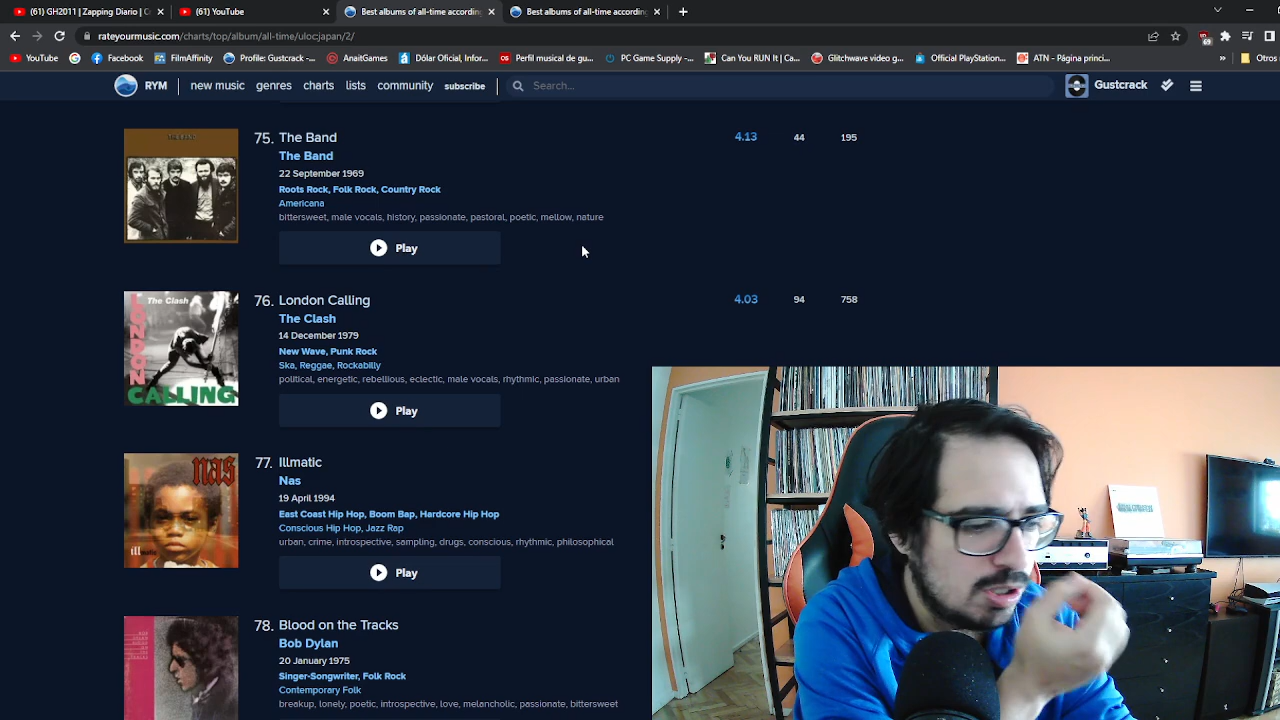 (61) GH2011 | Zapping Diario | C
(61) YouTube
Best albums of all-time according
Best albums of all-time according
rateyourmusic.com/charts/top/album/all-time/ulocjapan/2/
YouTube
Facebook
FilmAffinity
Profile: Gustcrack -...
AnaitGames
Dólar Oficial, Infor...
Perfil musical de gu...
PC Game Supply -...
Can You RUN It | Ca...
Glitchwave video g...
Official PlayStation...
ATN - Página princi...
»
Otros
RYM
new music
genres
charts
lists
community
subscribe
Search...
Gustcrack
75. The Band 4.13 44 195
The Band
22 September 1969
Roots Rock, Folk Rock, Country Rock
Americana
bittersweet, male vocals, history, passionate, pastoral, poetic, mellow, nature
Play
The Clash
LONDON
CALLING
76. London Calling 4.03 94 758
The Clash
14 December 1979
New Wave, Punk Rock
Ska, Reggae, Rockabilly
political, energetic, rebellious, eclectic, male vocals, rhythmic, passionate, urban
Play
nas
illmatic
77. Illmatic
Nas
19 April 1994
East Coast Hip Hop, Boom Bap, Hardcore Hip Hop
Conscious Hip Hop, Jazz Rap
urban, crime, introspective, sampling, drugs, conscious, rhythmic, philosophical
Play
78. Blood on the Tracks
Bob Dylan
20 January 1975
Singer-Songwriter, Folk Rock
Contemporary Folk
breakup, lonely, poetic, introspective, love, melancholic, passionate, bittersweet